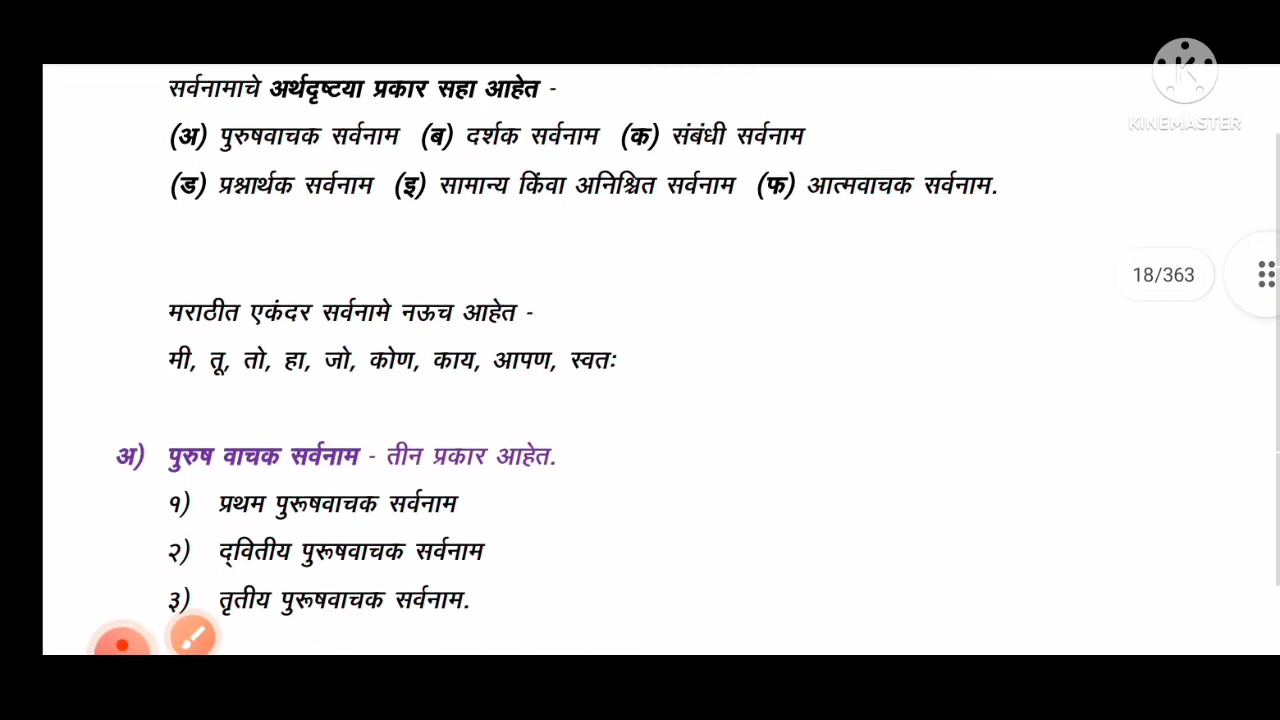 सर्वनामाचे अर्थदृष्टया प्रकार सहा आहेत -
(अ) पुरुषवाचक सर्वनाम (ब) दर्शक सर्वनाम (क) संबंधी सर्वनाम
(ड) प्रश्नार्थक सर्वनाम (इ) सामान्य किंवा अनिश्चित सर्वनाम (फ) आत्मवाचक सर्वनाम.
KINEMASTER
18/363
मराठीत एकंदर सर्वनामे नऊच आहेत -
मी, तू, तो, हा, जो, कोण, काय, आपण, स्वतः
अ) पुरुष वाचक सर्वनाम - तीन प्रकार आहेत.
१) प्रथम पुरूषवाचक सर्वनाम
२) द्वितीय पुरूषवाचक सर्वनाम
३) तृतीय पुरूषवाचक सर्वनाम.